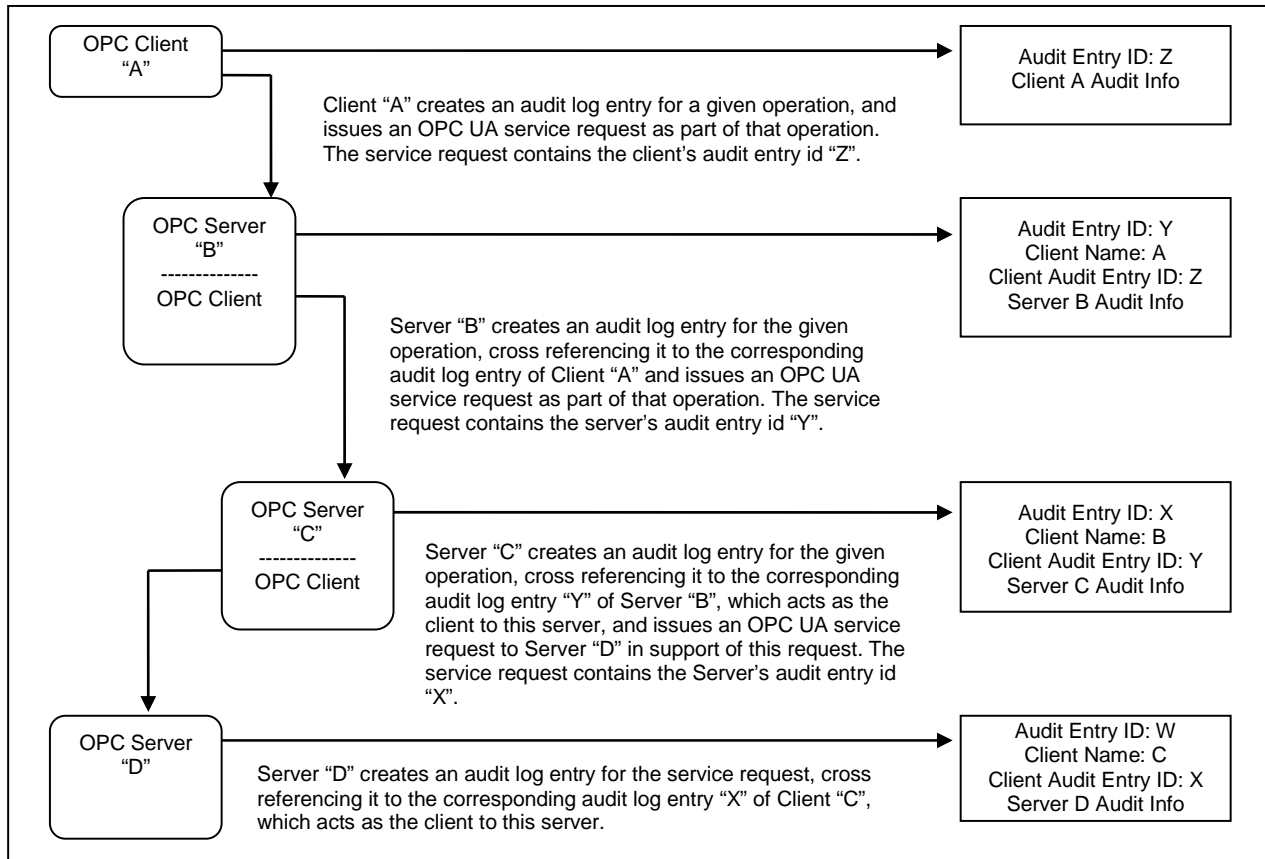 OPC Client
“A”
Audit Entry ID: Z
Client A Audit Info
Client “A” creates an audit log entry for a given operation, and
issues an OPC UA service request as part of that operation.
The service request contains the client’s audit entry id “Z”.
OPC Server
“B”
--------------
OPC Client
Audit Entry ID: Y
Client Name: A
Client Audit Entry ID: Z
Server B Audit Info
Server “B” creates an audit log entry for the given
operation, cross referencing it to the corresponding
audit log entry of Client “A” and issues an OPC UA
service request as part of that operation. The service
request contains the server’s audit entry id “Y”.
OPC Server
“C”
--------------
OPC Client
Audit Entry ID: X
Client Name: B
Client Audit Entry ID: Y
Server C Audit Info
Server “C” creates an audit log entry for the given
operation, cross referencing it to the corresponding
audit log entry “Y” of Server “B”, which acts as the
client to this server, and issues an OPC UA service
request to Server “D” in support of this request. The
service request contains the Server’s audit entry id
“X”.
OPC Server
“D”
Audit Entry ID: W
Client Name: C
Client Audit Entry ID: X
Server D Audit Info
Server “D” creates an audit log entry for the service request, cross
referencing it to the corresponding audit log entry “X” of Client “C”,
which acts as the client to this server.